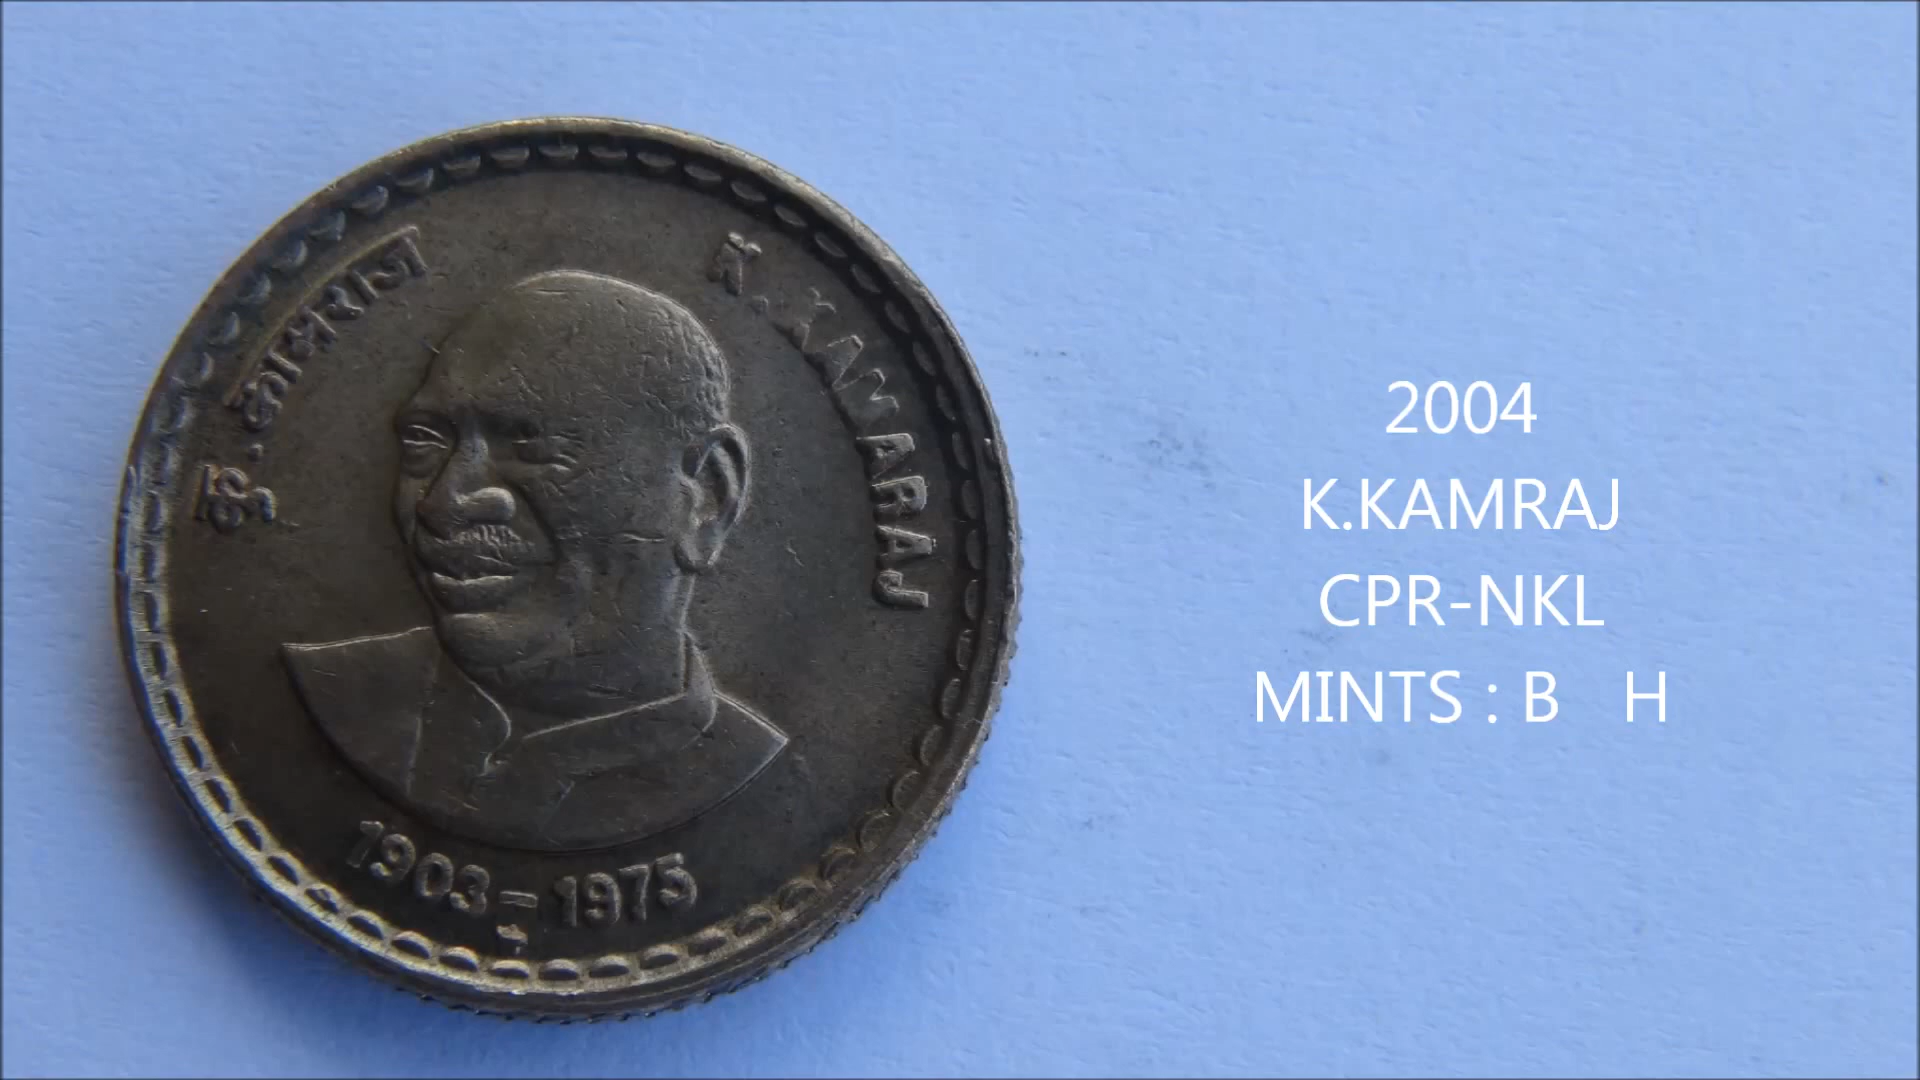 कु. कामराज
K. KAMARAJ
1903-1975
2004
K.KAMRAJ
CPR-NKL
MINTS : B H